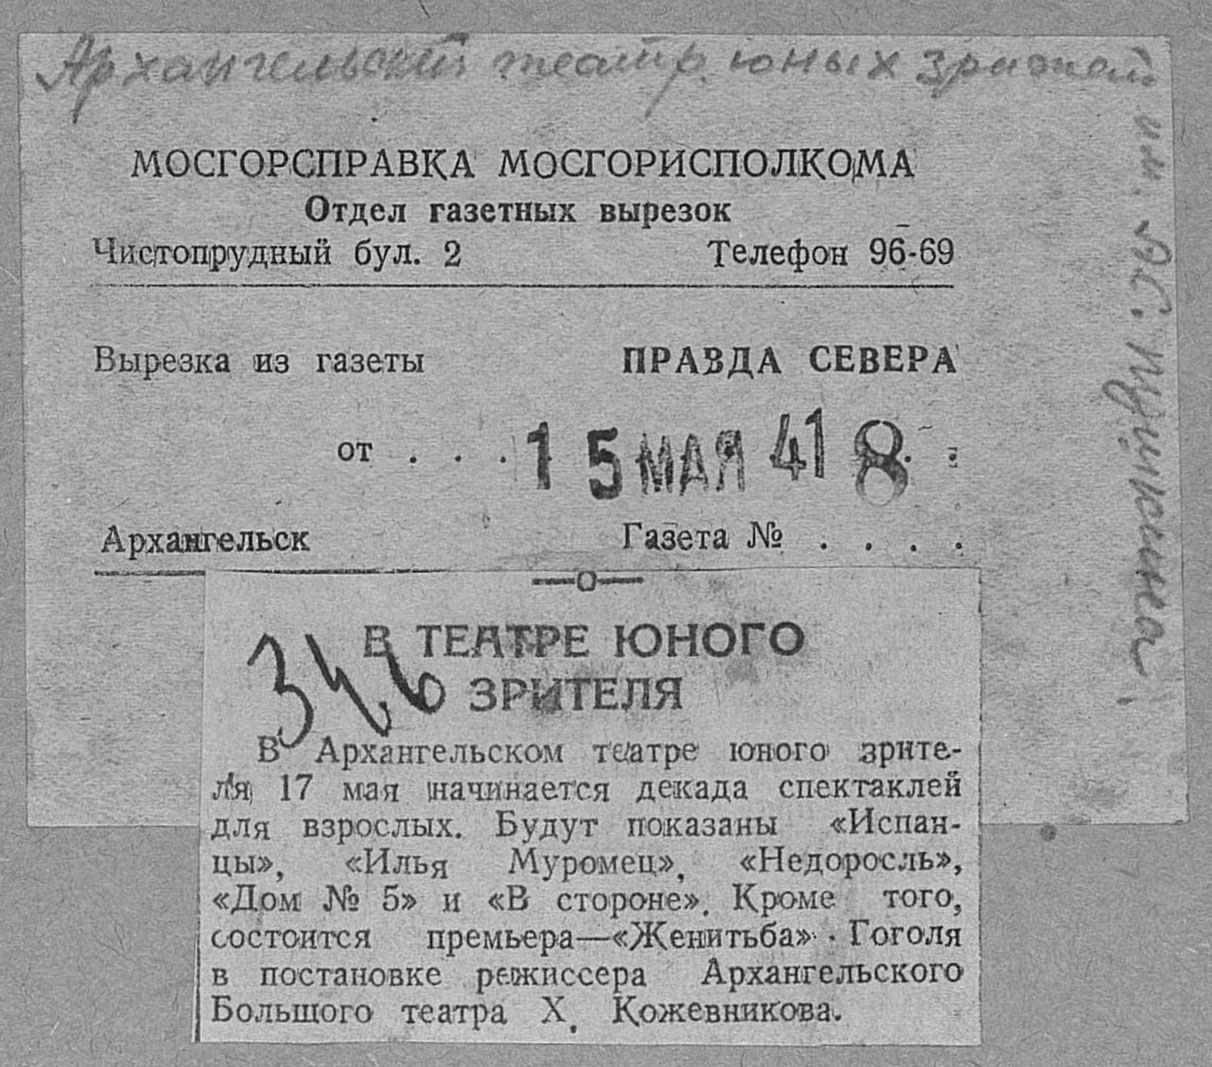 Архангельский театр юных зрителей
им. А.С. Пушкина
МОСГОРСПРАВКА МОСГОРИСПОЛКОМА
Отдел газетных вырезок
Чистопрудный бул. 2 Телефон 96-69
Вырезка из газеты ПРАВДА СЕВЕРА
от . . . 15 МАЯ 41 8 . :
Архангельск Газета № . . . .
—о—
В ТЕАТРЕ ЮНОГО
ЗРИТЕЛЯ
В Архангельском театре юного зрите-
ля 17 мая начинается декада спектаклей
для взрослых. Будут показаны «Испан-
цы», «Илья Муромец», «Недоросль»,
«Дом № 5» и «В стороне». Кроме того,
состоится премьера—«Женитьба» Гоголя
в постановке режиссера Архангельского
Большого театра Х. Кожевникова.